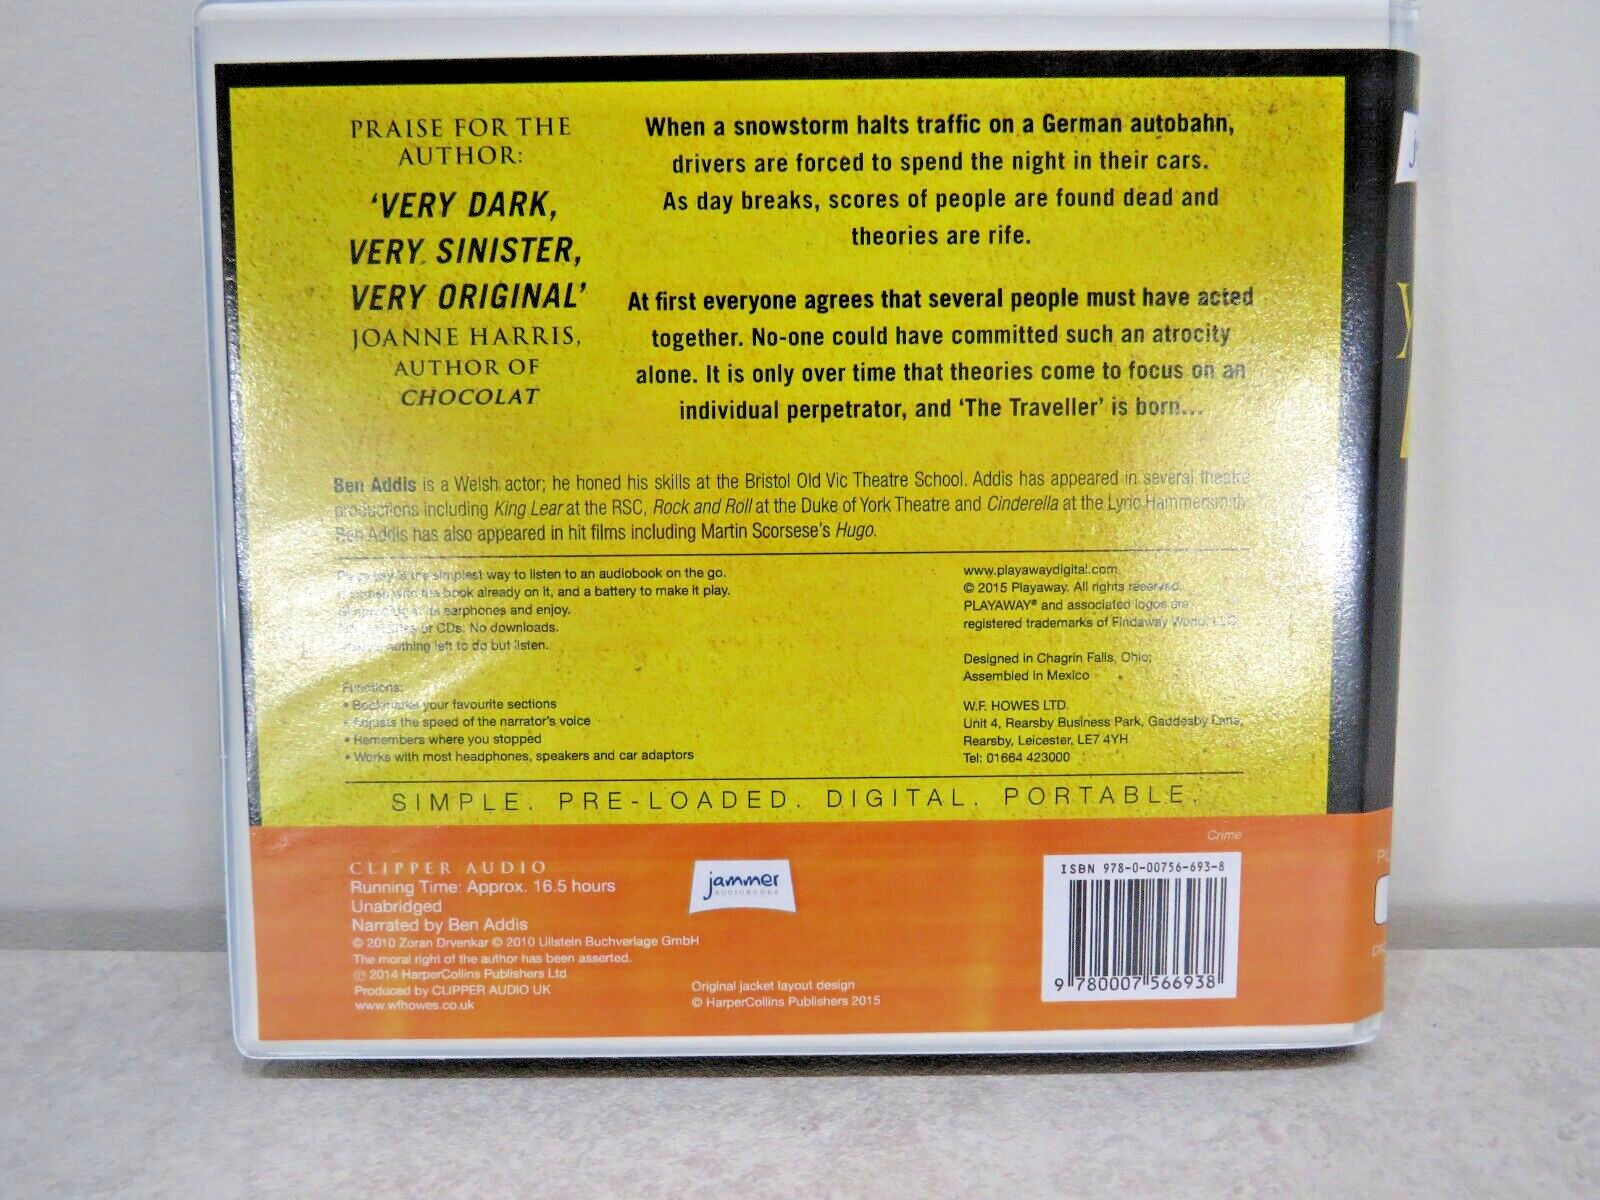 PRAISE FOR THE
AUTHOR:
‘VERY DARK,
VERY SINISTER,
VERY ORIGINAL’
JOANNE HARRIS,
AUTHOR OF
CHOCOLAT
When a snowstorm halts traffic on a German autobahn,
drivers are forced to spend the night in their cars.
As day breaks, scores of people are found dead and
theories are rife.
At first everyone agrees that several people must have acted
together. No-one could have committed such an atrocity
alone. It is only over time that theories come to focus on an
individual perpetrator, and ‘The Traveller’ is born...
Ben Addis is a Welsh actor; he honed his skills at the Bristol Old Vic Theatre School. Addis has appeared in several theatre
productions including King Lear at the RSC, Rock and Roll at the Duke of York Theatre and Cinderella at the Lyric Hammersmith.
Ben Addis has also appeared in hit films including Martin Scorsese's Hugo.
Playaway is the simplest way to listen to an audiobook on the go.
the book already on it, and a battery to make it play.
earphones and enjoy.
or CDs. No downloads.
nothing left to do but listen.
Functions:
• Bookmarks your favourite sections
• Adjusts the speed of the narrator's voice
• Remembers where you stopped
• Works with most headphones, speakers and car adaptors
www.playawaydigital.com
© 2015 Playaway. All rights reserved.
PLAYAWAY® and associated logos are
registered trademarks of Findaway World, LLC
Designed in Chagrin Falls, Ohio;
Assembled in Mexico
W.F. HOWES LTD
Unit 4, Rearsby Business Park, Gaddesby Lane,
Rearsby, Leicester, LE7 4YH
Tel: 01664 423000
SIMPLE. PRE-LOADED. DIGITAL. PORTABLE.
Crime
CLIPPER AUDIO
Running Time: Approx. 16.5 hours
Unabridged
Narrated by Ben Addis
© 2010 Zoran Drvenkar © 2010 Ullstein Buchverlage GmbH
The moral right of the author has been asserted.
℗ 2014 HarperCollins Publishers Ltd
Produced by CLIPPER AUDIO UK
www.wfhowes.co.uk
jammer
AUDIOBOOKS
Original jacket layout design
© HarperCollins Publishers 2015
ISBN 978-0-00756-693-8
9 780007 566938